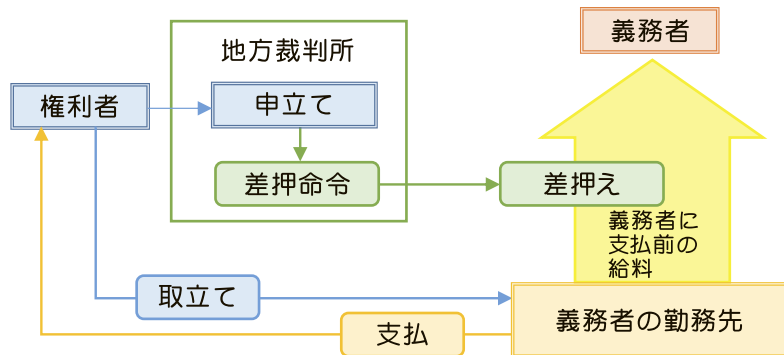 義務者
地方裁判所
権利者
申立て
差押命令
差押え
義務者に
支払前の
給料
取立て
義務者の勤務先
支払